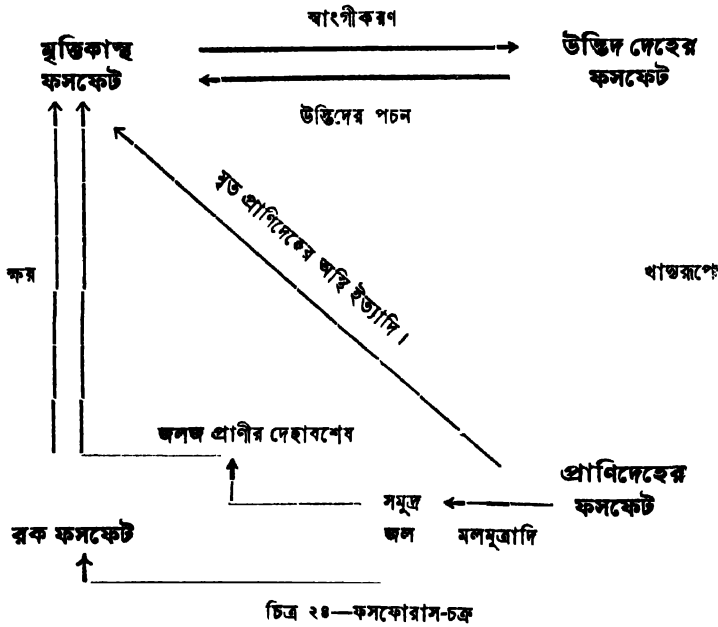 স্বাংগীকরণ
মৃত্তিকাস্থ
ফসফেট
উদ্ভিদ দেহের
ফসফেট
উদ্ভিদের পচন
মৃত প্রাণিদেহের অস্থি ইত্যাদি।
ক্ষয়
খাদ্যরূপে
জলজ প্রাণীর দেহাবশেষ
প্রাণিদেহের
ফসফেট
সমুদ্র
জল
মলমূত্রাদি
রক ফসফেট
চিত্র ২৪—ফসফোরাস-চক্র